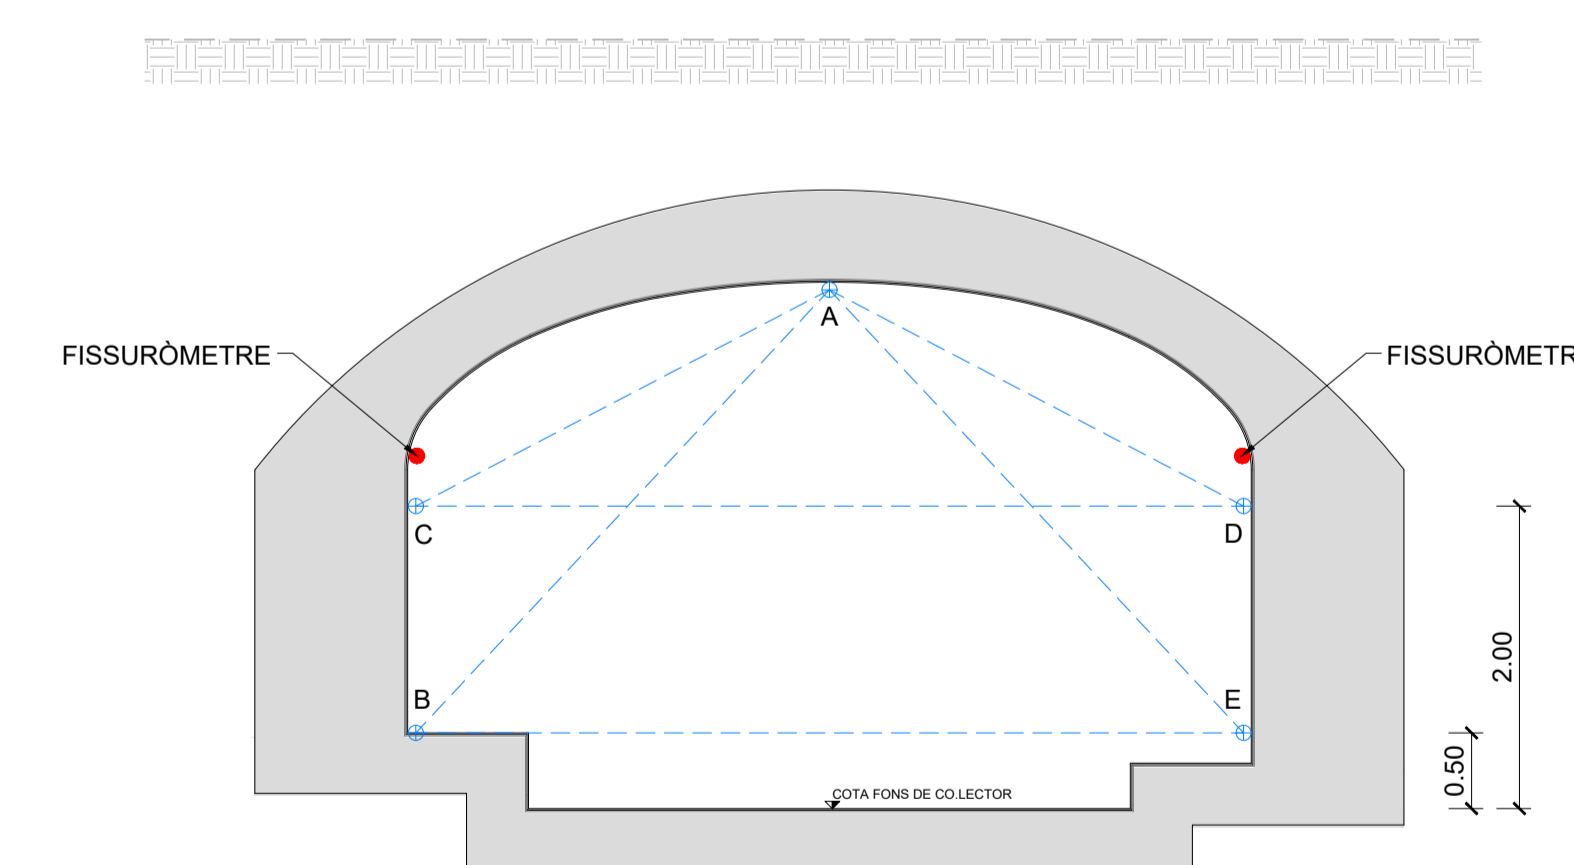 A
FISSURÒMETRE
FISSURÒMETR
C
D
2.00
B
E
0.50
COTA FONS DE CO.LECTOR